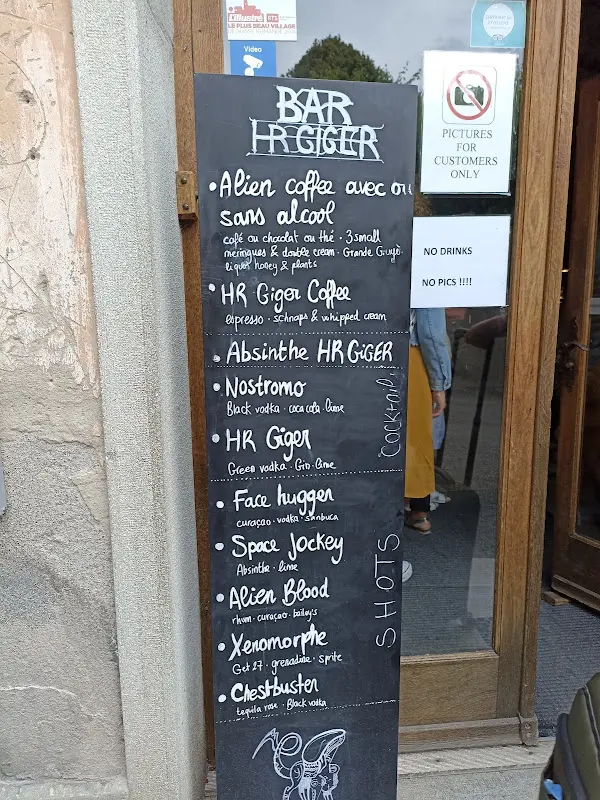 L'illustré RTS
LE PLUS BEAU VILLAGE
Video
BAR
HR GIGER
PICTURES
FOR
CUSTOMERS
ONLY
NO DRINKS
NO PICS !!!!
• Alien coffee avec ou
sans alcool
café ou chocolat ou thé • 3 small
meringues & double cream • Grande Gruyè
liquor honey & plants
• HR Giger Coffee
espresso • schnaps & whipped cream
• Absinthe HR GIGER
• Nostromo
Black vodka • coca cola • lime
• HR Giger
Green vodka • Gin • lime
COCKTAILS
• Face hugger
curaçao • vodka • sambuca
• Space Jockey
Absinthe • lime
• Alien Blood
rhum • curaçao • bailey's
• Xenomorphe
Get 27 • grenadine • sprite
• Chestbuster
tequila rose • Black vodka
SHOTS